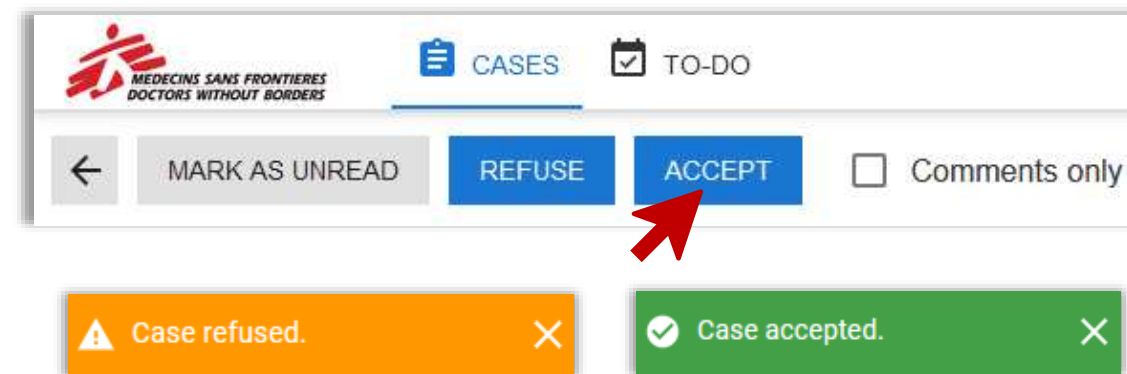 MEDECINS SANS FRONTIERES
DOCTORS WITHOUT BORDERS
CASES
TO-DO
MARK AS UNREAD
REFUSE
ACCEPT
Comments only
Case refused.
Case accepted.